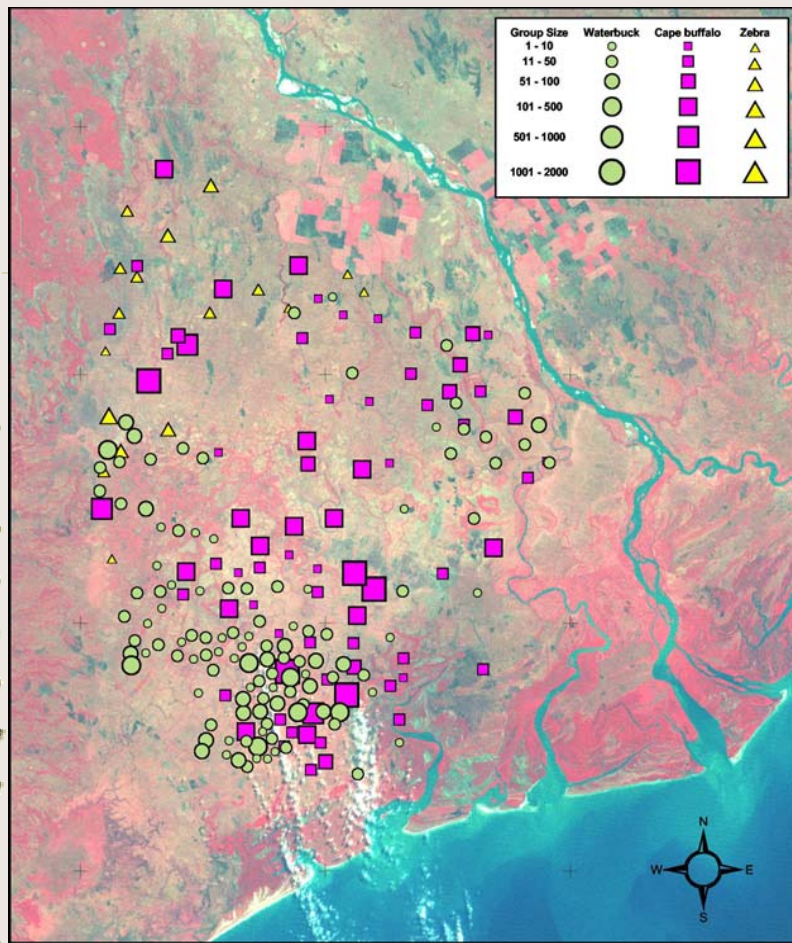 Group Size Waterbuck Cape buffalo Zebra
1 - 10
11 - 50
51 - 100
101 - 500
501 - 1000
1001 - 2000
N
W E
S